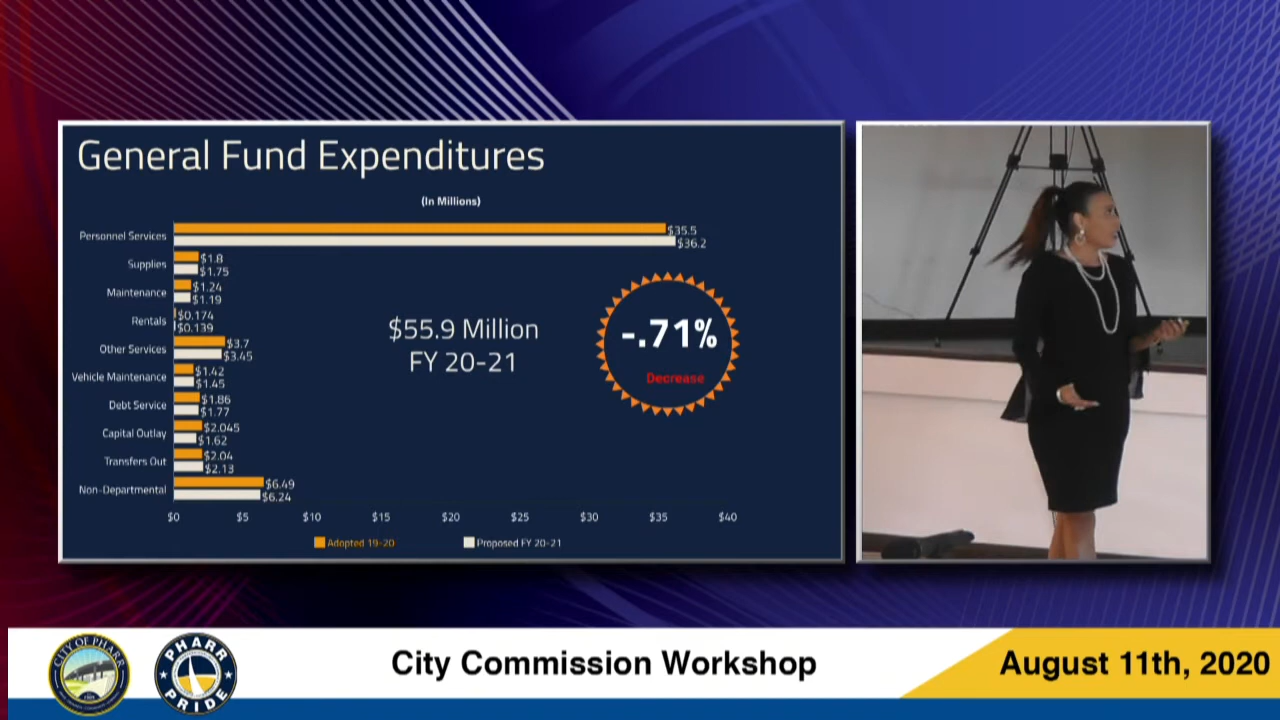 General Fund Expenditures
(In Millions)
Personnel Services
$35.5
$36.2
Supplies
$1.8
$1.75
Maintenance
$1.24
$1.19
Rentals
$0.174
$0.139
Other Services
$3.7
$3.45
Vehicle Maintenance
$1.42
$1.45
Debt Service
$1.86
$1.77
Capital Outlay
$2.045
$1.62
Transfers Out
$2.04
$2.13
Non-Departmental
$6.49
$6.24
$55.9 Million
FY 20-21
-.71%
Decrease
$0 $5 $10 $15 $20 $25 $30 $35 $40
Adopted 19-20 Proposed FY 20-21
CITY OF PHARR
PHARR
PRIDE
City Commission Workshop
August 11th, 2020